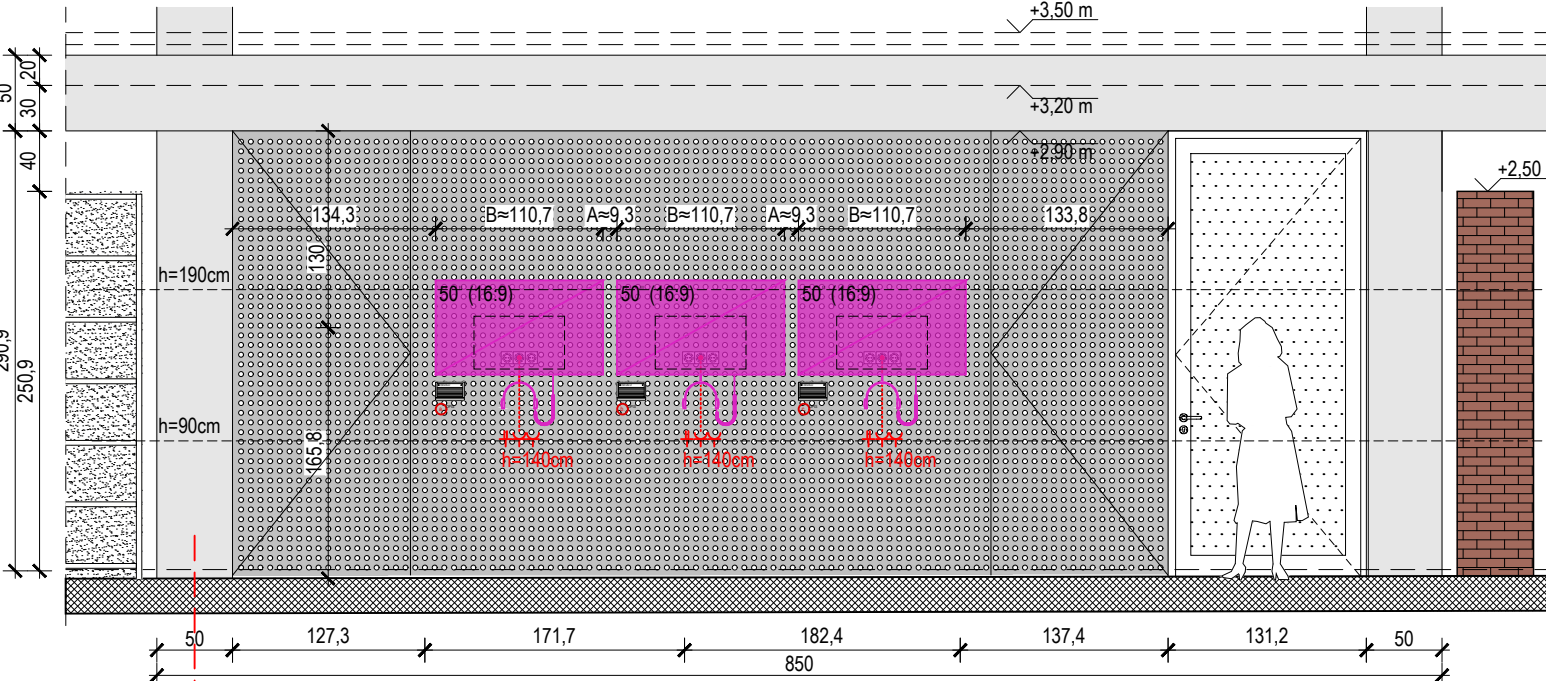 +3,50 m
20
50
30
+3,20 m
+2,90 m
40
+2,50
134,3
B≈110,7
A≈9,3
B≈110,7
A≈9,3
B≈110,7
133,8
130
h=190cm
50 (16:9)
50 (16:9)
50 (16:9)
290,9
250,9
h=90cm
165,8
h=140cm
h=140cm
h=140cm
50
127,3
171,7
182,4
137,4
131,2
50
850